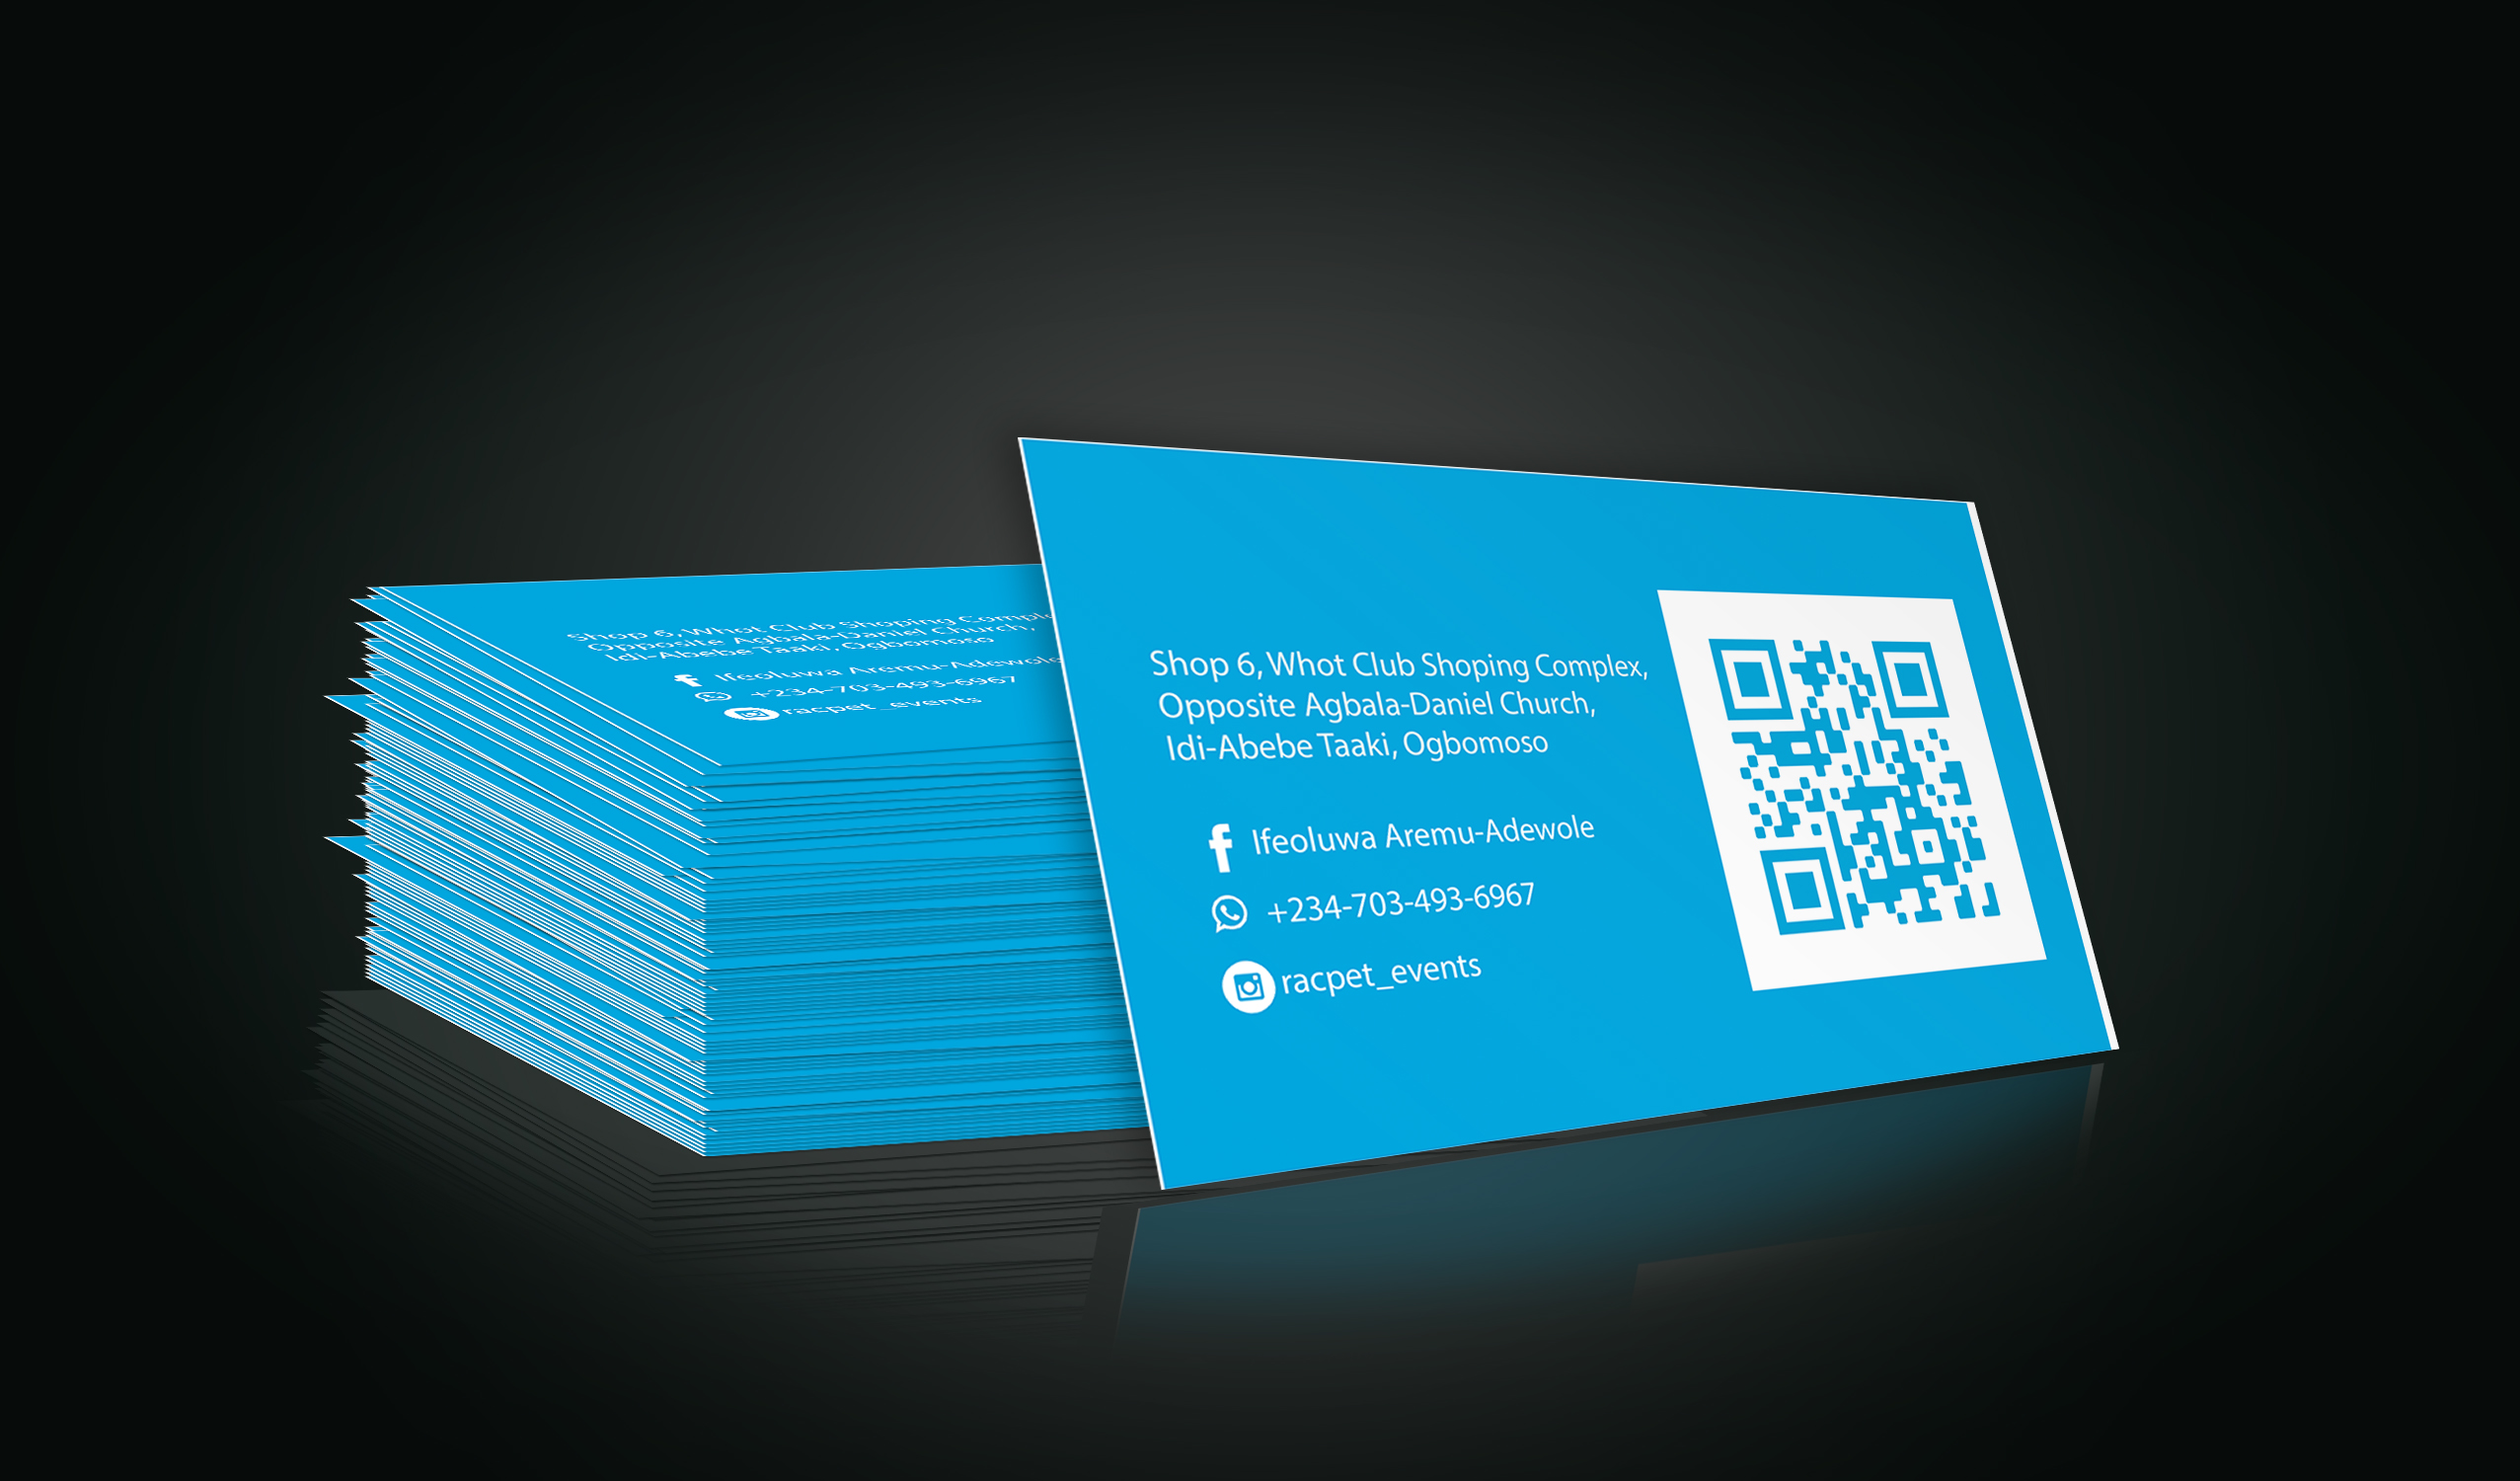 Shop 6, Whot Club Shoping Comple
Opposite Agbala-Daniel Church,
Idi-Abebe Taaki, Ogbomoso
Ifeoluwa Aremu-Adewole
+234-703-493-6967
racpet_events
Shop 6, Whot Club Shoping Complex,
Opposite Agbala-Daniel Church,
Idi-Abebe Taaki, Ogbomoso
Ifeoluwa Aremu-Adewole
+234-703-493-6967
racpet_events